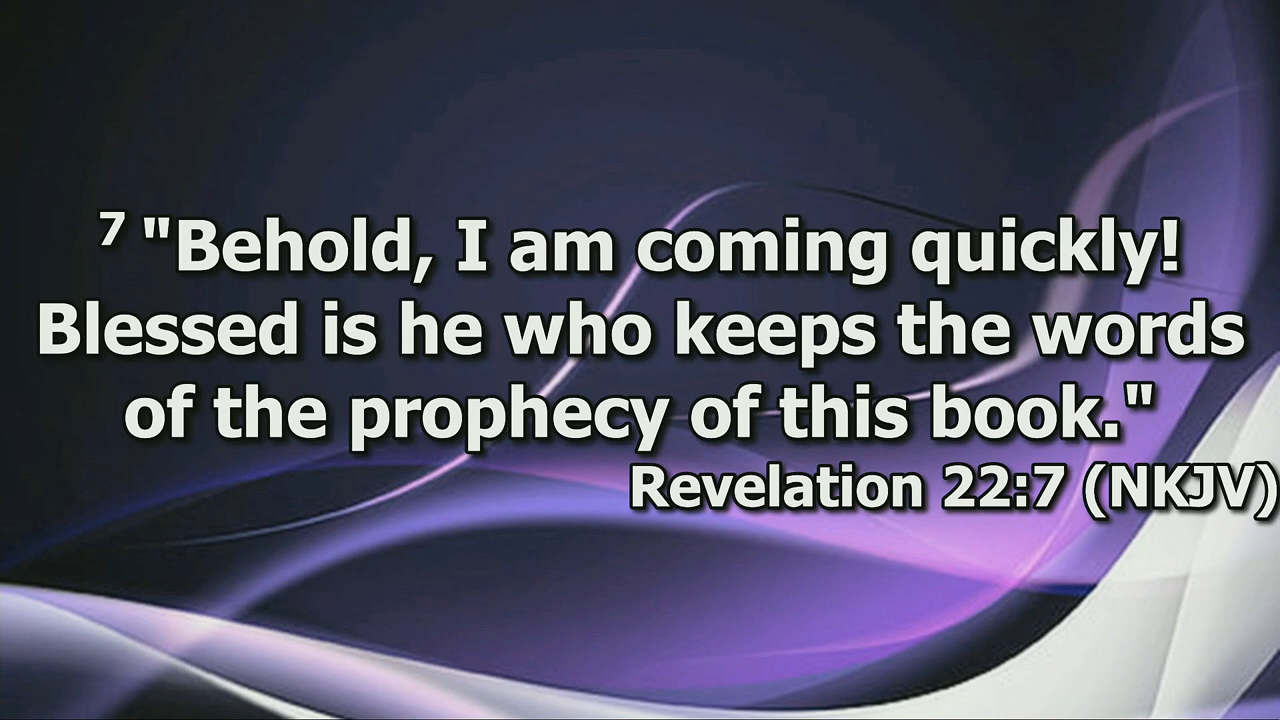 7 "Behold, I am coming quickly!
Blessed is he who keeps the words
of the prophecy of this book."
Revelation 22:7 (NKJV)